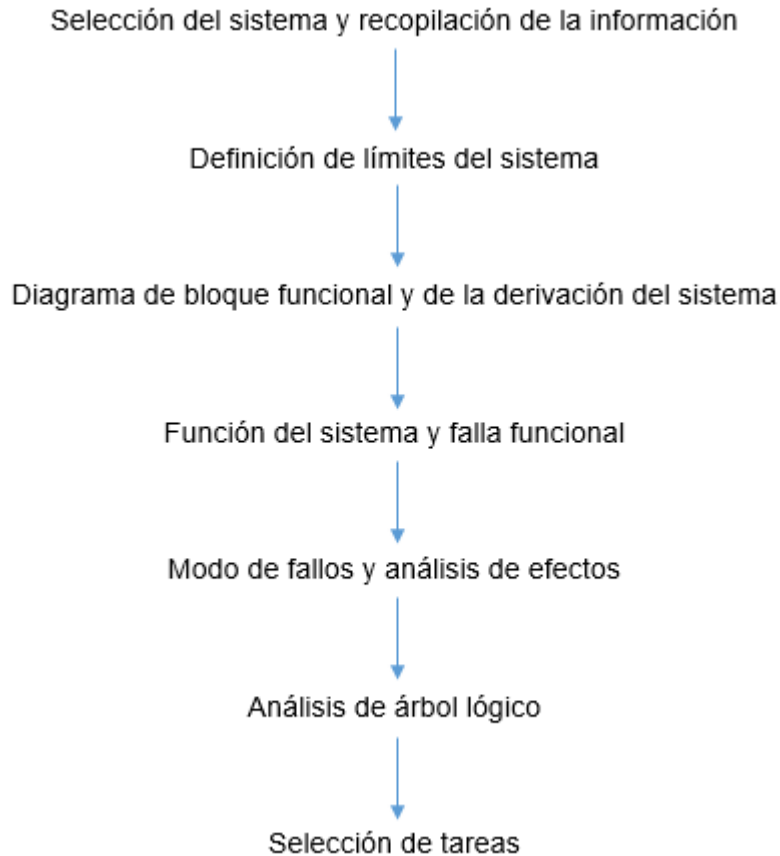 Selección del sistema y recopilación de la información
Definición de límites del sistema
Diagrama de bloque funcional y de la derivación del sistema
Función del sistema y falla funcional
Modo de fallos y análisis de efectos
Análisis de árbol lógico
Selección de tareas